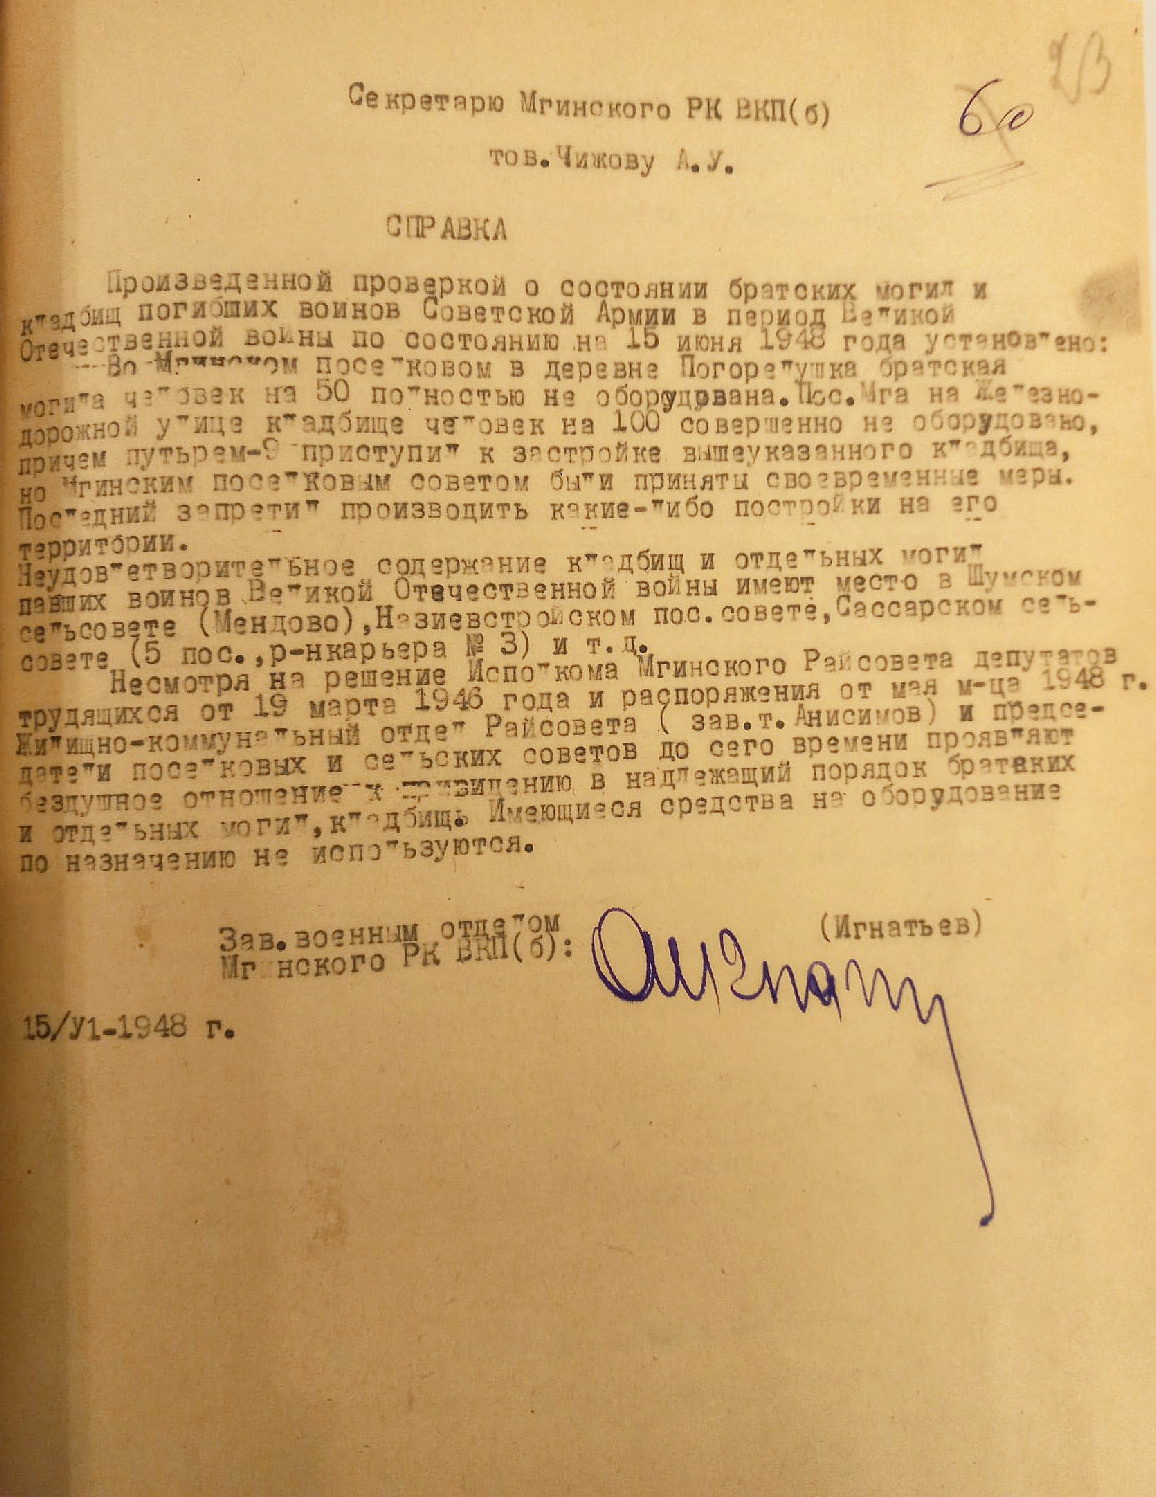 23
60
Секретарю Мгинского РК ВКП(б)
тов.Чижову А.У.
СПРАВКА
Произведенной проверкой о состоянии братских могил и
кладбищ погибших воинов Советской Армии в период Великой
Отечественной войны по состоянию на 15 июня 1948 года установлено:
Во Мгинском поселковом в деревне Погорелушка братская
могила человек на 50 полностью не оборудована.Пос.Мга на Железно-
дорожной улице кладбище человек на 100 совершенно не оборудовано,
причем путьрем-9 приступил к застройке вышеуказанного кладбища,
но Мгинским поселковым советом были приняты своевременные меры.
Последний запретил производить какие-либо постройки на его
территории.
Неудовлетворительное содержание кладбищ и отдельных могил
павших воинов Великой Отечественной войны имеют место в Шумском
сельсовете (Мендово),Назиевстройском пос.совете,Сассарском сель-
совете (5 пос.,р-нкарьера № 3) и т.д.
Несмотря на решение Исполкома Мгинского Райсовета депутатов
трудящихся от 19 марта 1946 года и распоряжения от мая м-ца 1948 г.
Жилищно-коммунальный отдел Райсовета ( зав.т.Анисимов) и предсе-
датели поселковых и сельских советов до сего времени проявляют
бездушное отношение к привидению в надлежащий порядок братских
и отдельных могил,кладбищ. Имеющиеся средства на оборудование
по назначению не используются.
Зав.военным отделом
Мгинского РК ВКП(б):
(Игнатьев)
15/У1-1948 г.